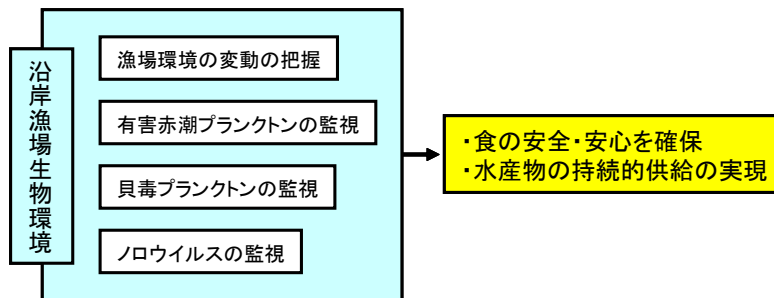 沿岸漁場生物環境
漁場環境の変動の把握
有害赤潮プランクトンの監視
貝毒プランクトンの監視
ノロウイルスの監視
・食の安全・安心を確保
・水産物の持続的供給の実現